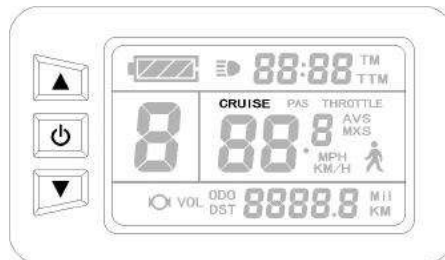 88:88 TM
TTM
CRUISE PAS THROTTLE
8 88.8 AVS
MXS
MPH
KM/H
VOL ODO 8888.8 Mil
DST KM